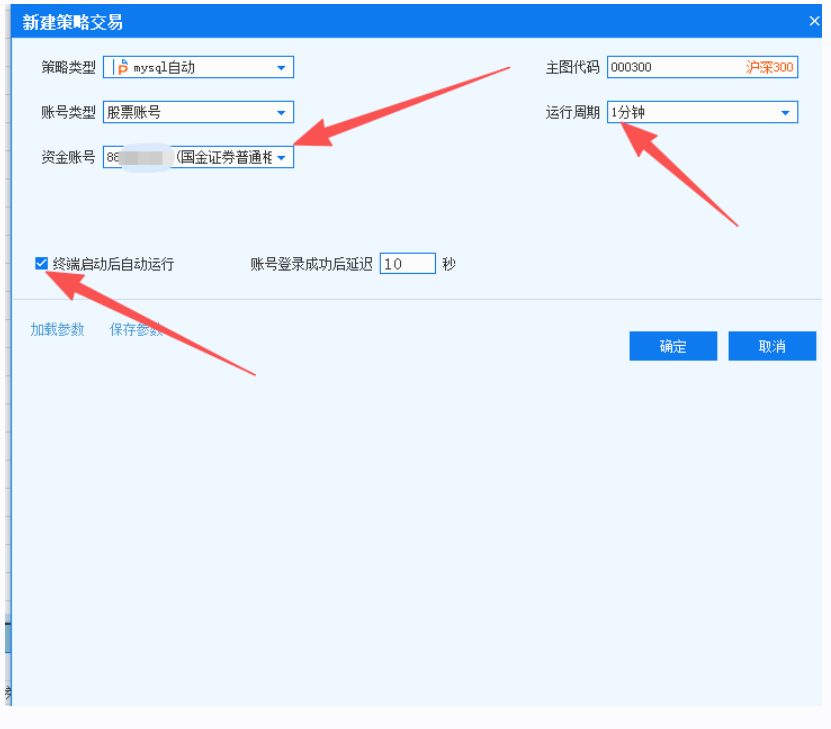 新建策略交易
策略类型 mysql自动 主图代码 000300 沪深300
账号类型 股票账号 运行周期 1分钟
资金账号 88 (国金证券普通柜
终端启动后自动运行 账号登录成功后延迟 10 秒
加载参数 保存参数
确定 取消